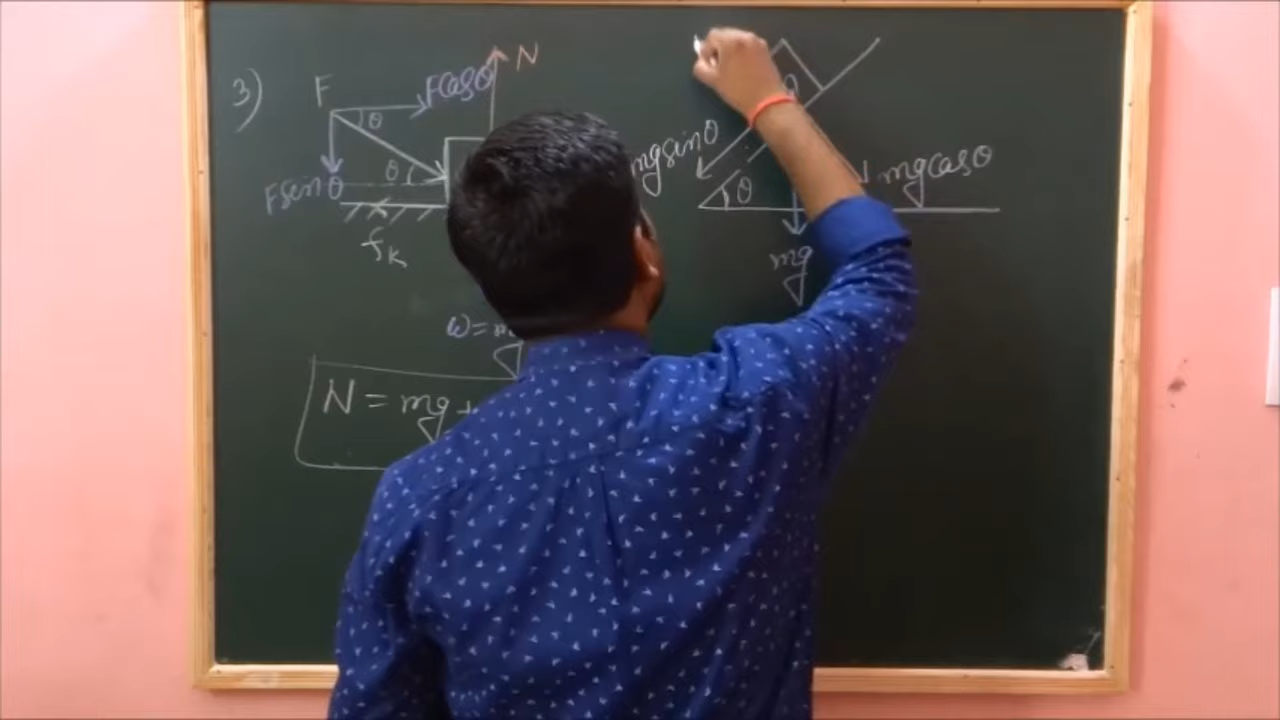 3)
F
Fcosθ
N
θ
θ
Fsinθ
fK
N = mg +
mgsinθ
θ
mgcosθ
mg